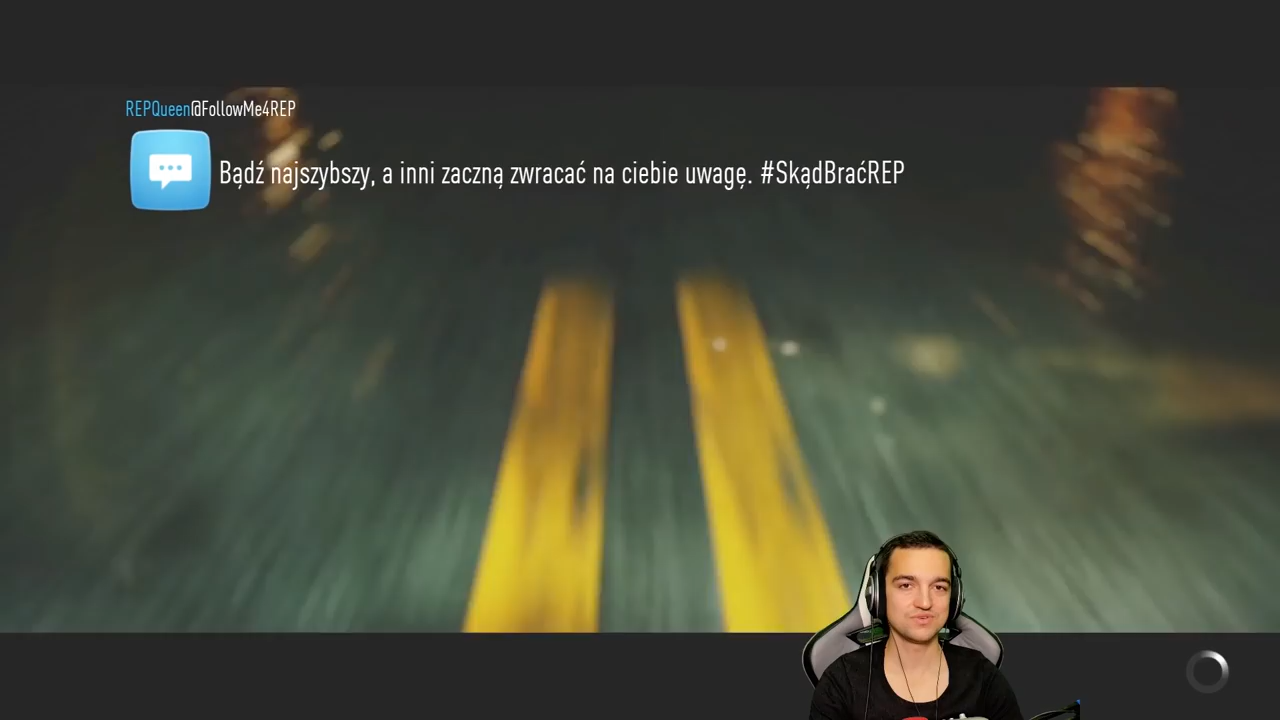 REPQueen@FollowMe4REP
Bądź najszybszy, a inni zaczną zwracać na ciebie uwagę. #SkądBraćREP